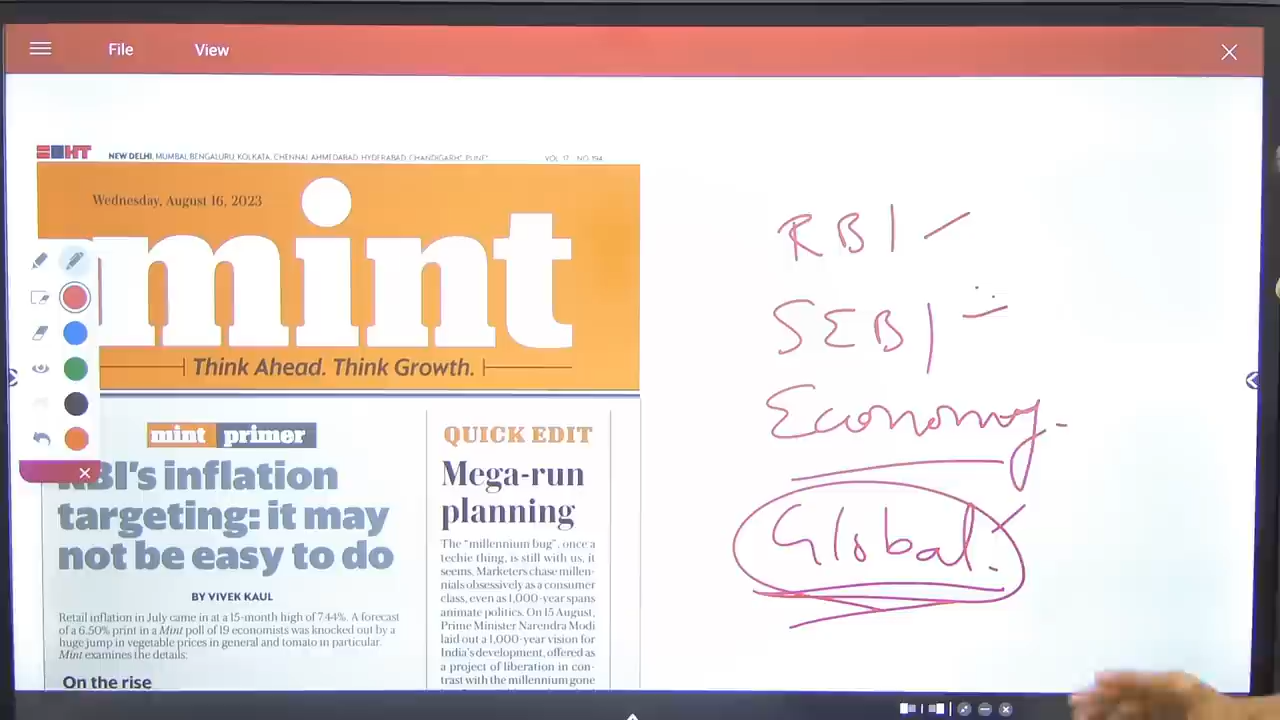 File View
HT NEW DELHI, MUMBAI, BENGALURU, KOLKATA, CHENNAI, AHMEDABAD, HYDERABAD, CHANDIGARH*, PUNE* VOL. 17 NO. 194
Wednesday, August 16, 2023
mint
Think Ahead. Think Growth.
mint primer
RBI's inflation
targeting: it may
not be easy to do
BY VIVEK KAUL
Retail inflation in July came in at a 15-month high of 7.44%. A forecast
of a 6.50% print in a Mint poll of 19 economists was knocked out by a
huge jump in vegetable prices in general and tomato in particular.
Mint examines the details:
On the rise
QUICK EDIT
Mega-run
planning
The “millennium bug”, once a
techie thing, is still with us, it
seems. Marketers chase millen-
nials obsessively as a consumer
class, even as 1,000-year spans
animate politics. On 15 August,
Prime Minister Narendra Modi
laid out a 1,000-year vision for
India's development, offered as
a project of liberation in con-
trast with the millennium gone
RBI
SEBI
Economy
Global